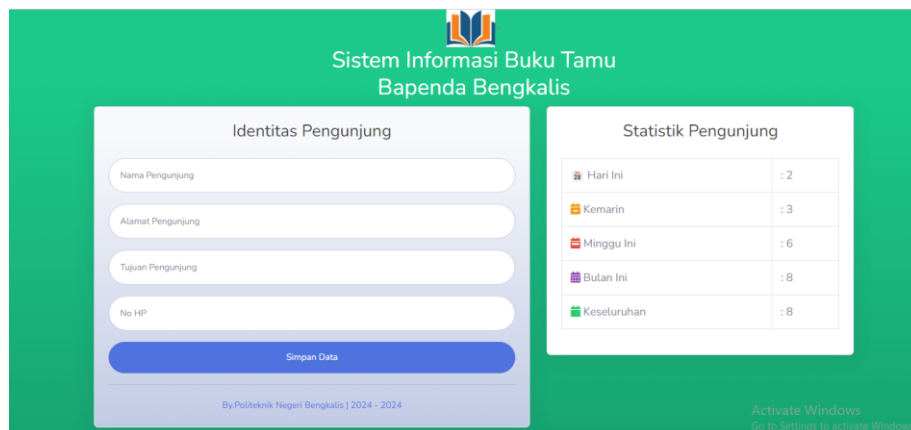 Sistem Informasi Buku Tamu
Bapenda Bengkalis
Identitas Pengunjung
Nama Pengunjung
Alamat Pengunjung
Tujuan Pengunjung
No HP
Simpan Data
By.Politeknik Negeri Bengkalis | 2024 - 2024
Statistik Pengunjung
Hari Ini : 2
Kemarin : 3
Minggu Ini : 6
Bulan Ini : 8
Keseluruhan : 8
Activate Windows
Go to Settings to activate Windows